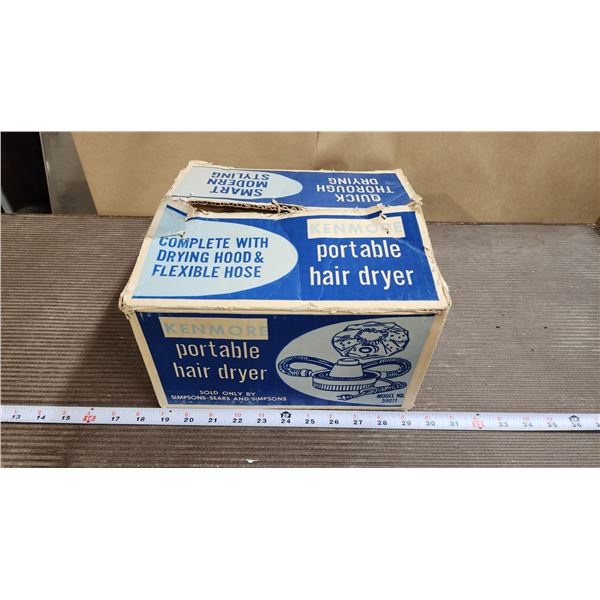 SMART
MODERN
STYLING
QUICK
THOROUGH
DRYING
COMPLETE WITH
DRYING HOOD &
FLEXIBLE HOSE
KENMORE
portable
hair dryer
KENMORE
portable
hair dryer
SOLD ONLY BY
SIMPSONS-SEARS AND SIMPSONS
MODEL NO.
59011
13 14 15 16 17 18 19 20 21 22 23 24 25 26 27 28 29 30 31 33 34 35 36